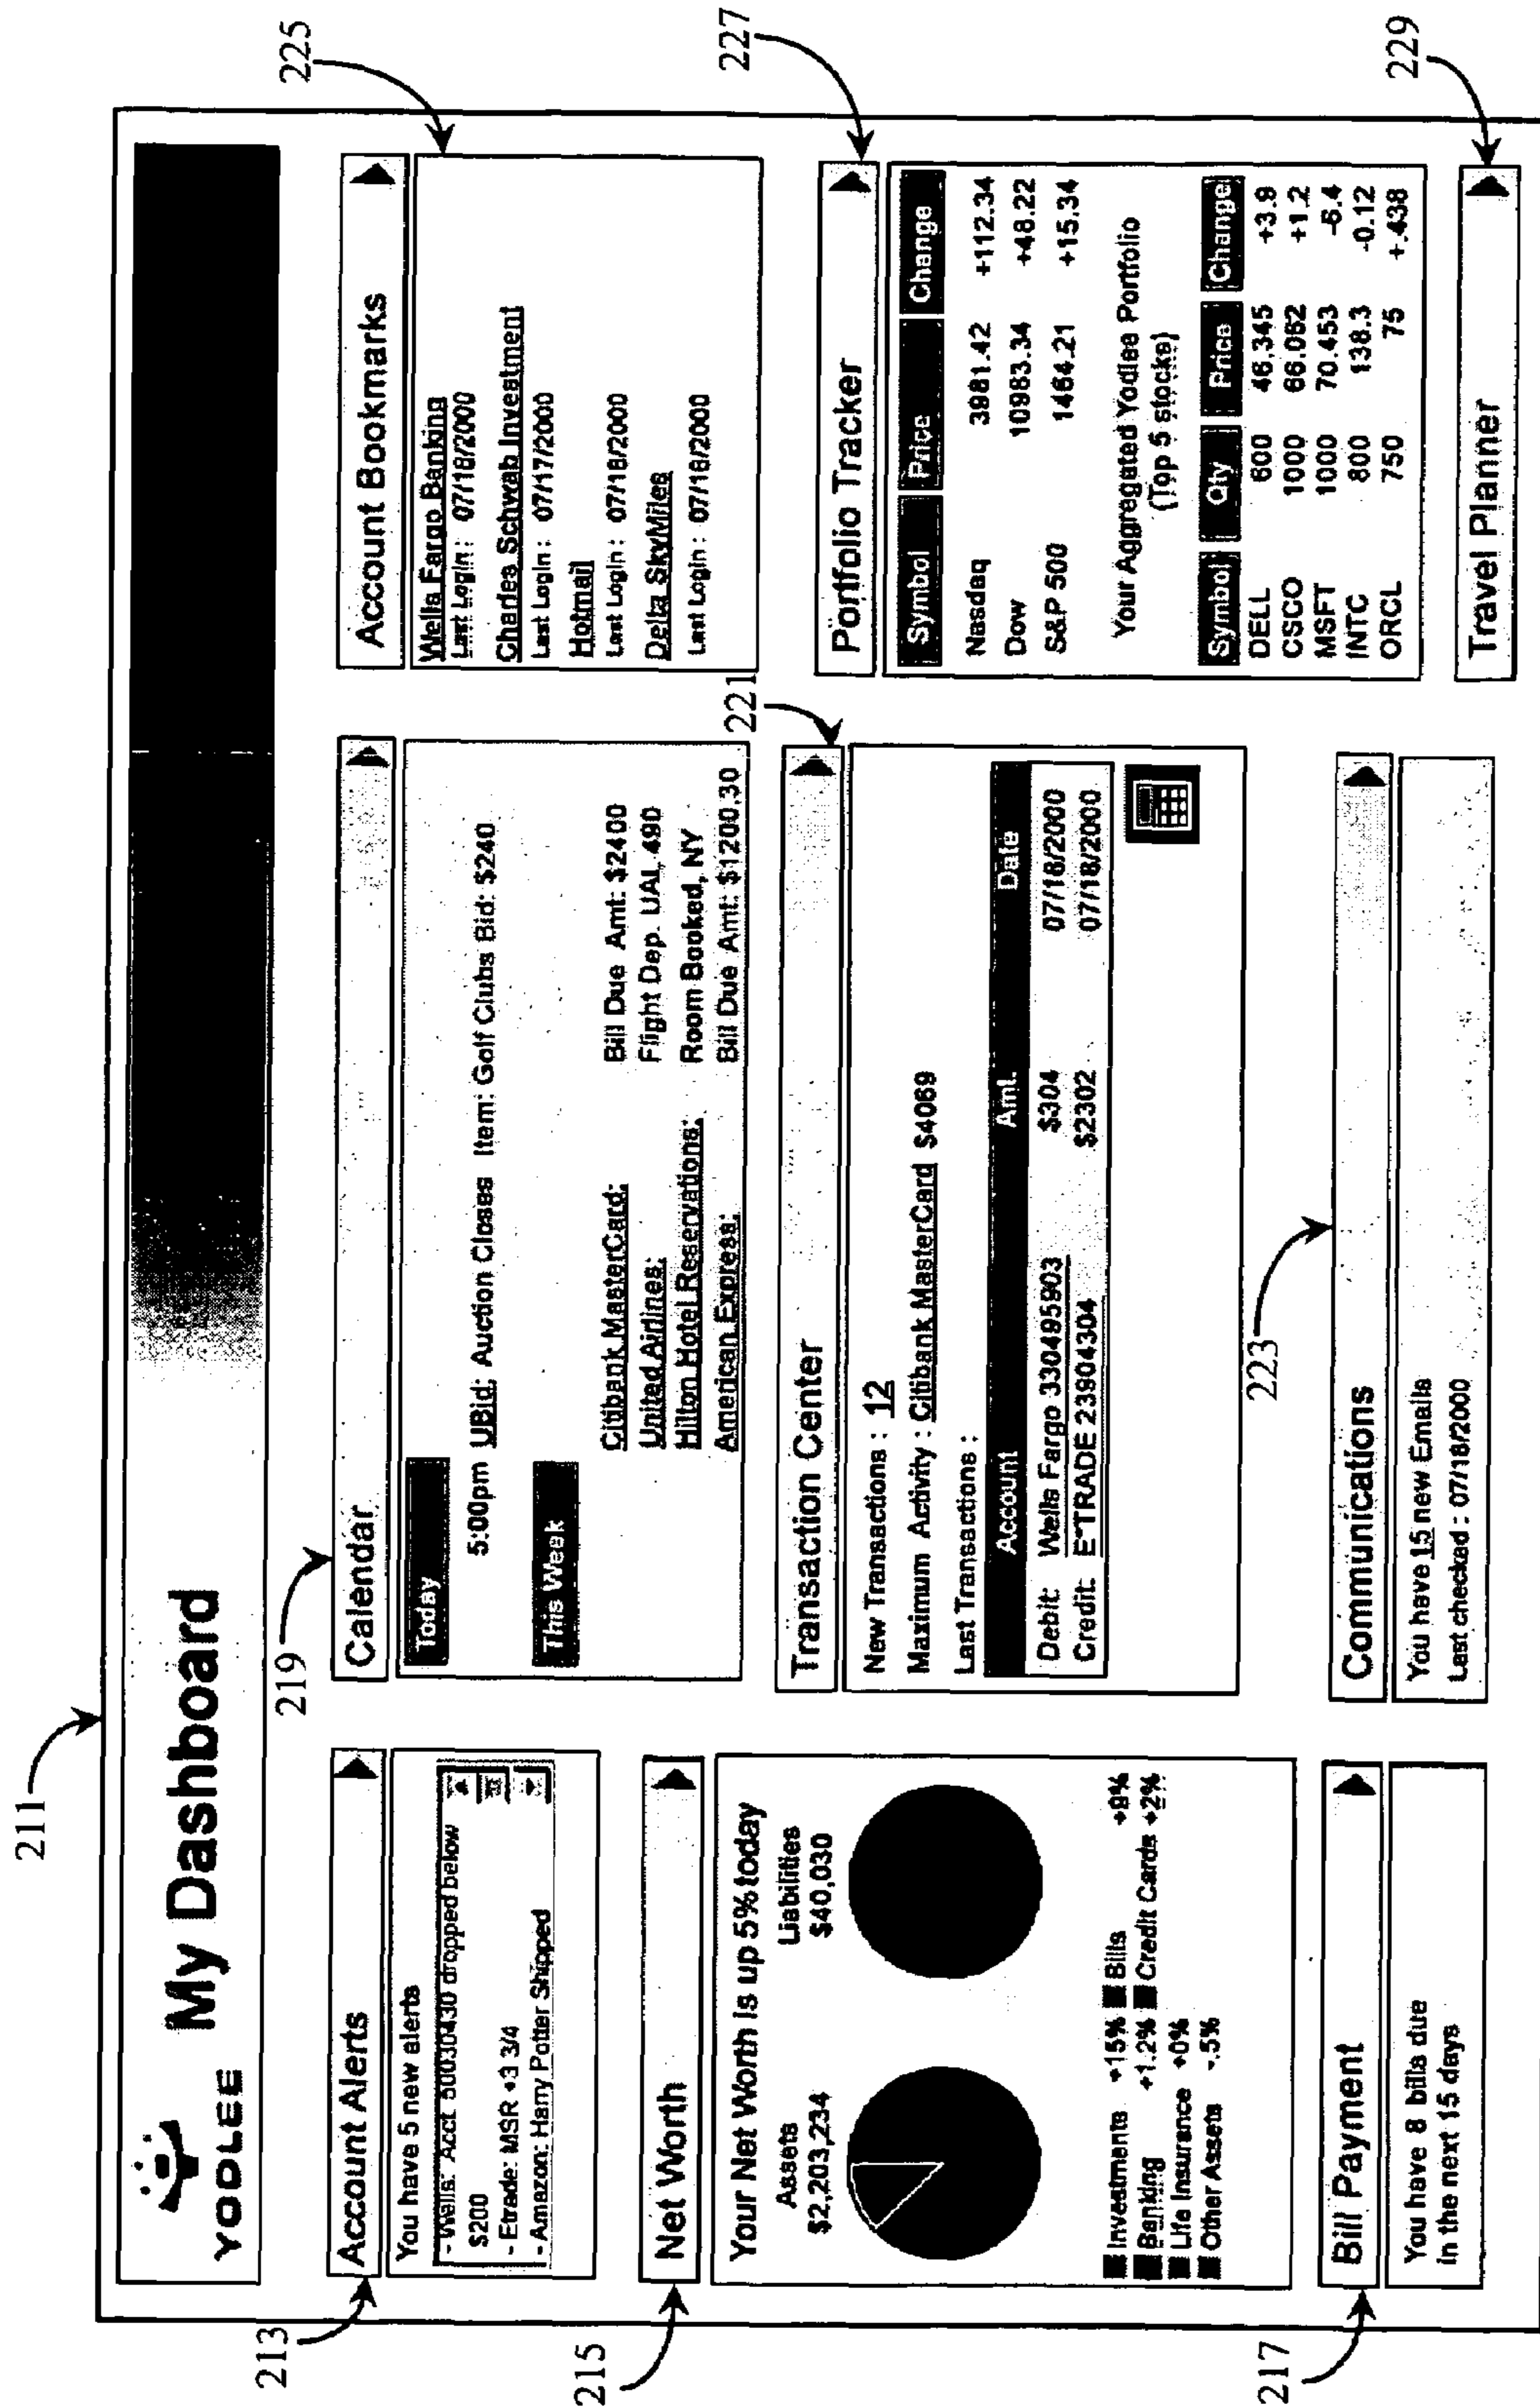 211
YODLEE My Dashboard
213
Account Alerts
You have 5 new alerts
- Wells: Acct 50030430 dropped below
$200
- Etrade: MSR +3 3/4
- Amazon: Harry Potter Shipped
215
Net Worth
Your Net Worth is up 5% today
Assets Liabilities
$2,203,234 $40,030
Investments +15% Bills +9%
Banking +1.2% Credit Cards +2%
Life Insurance +0%
Other Assets -.5%
217
Bill Payment
You have 8 bills due
in the next 15 days
219
Calendar
Today
5:00pm UBid: Auction Closes Item: Golf Clubs Bid: $240
This Week
Citibank MasterCard: Bill Due Amt: $2400
United Airlines: Flight Dep. UAL 490
Hilton Hotel Reservations: Room Booked, NY
American Express: Bill Due Amt: $1200.30
221
Transaction Center
New Transactions : 12
Maximum Activity : Citibank MasterCard $4069
Last Transactions :
Account Amt. Date
Debit: Wells Fargo 330495903 $304 07/18/2000
Credit: E*TRADE 23904304 $2302 07/18/2000
223
Communications
You have 15 new Emails
Last checked : 07/18/2000
225
Account Bookmarks
Wells Fargo Banking
Last Login : 07/18/2000
Charles Schwab Investment
Last Login : 07/17/2000
Hotmail
Last Login : 07/18/2000
Delta SkyMiles
Last Login : 07/18/2000
227
Portfolio Tracker
Symbol Price Change
Nasdaq 3981.42 +112.34
Dow 10983.34 +48.22
S&P 500 1464.21 +15.34
Your Aggregated Yodlee Portfolio
(Top 5 stocks)
Symbol Qty Price Change
DELL 600 46.345 +3.9
CSCO 1000 66.062 +1.2
MSFT 1000 70.453 -6.4
INTC 800 138.3 -0.12
ORCL 750 75 +.438
229
Travel Planner